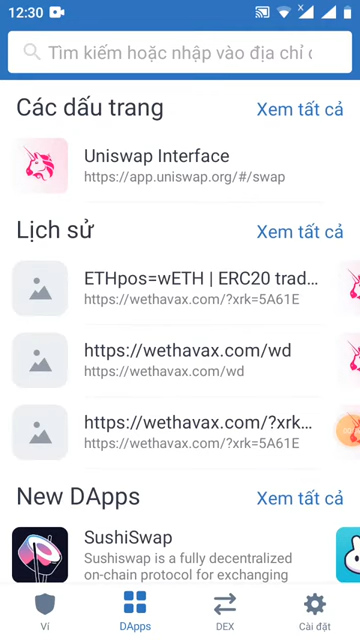 12:30
Tìm kiếm hoặc nhập vào địa chỉ c
Các dấu trang
Xem tất cả
Uniswap Interface
https://app.uniswap.org/#/swap
Lịch sử
Xem tất cả
ETHpos=wETH | ERC20 trad...
https://wethavax.com/?xrk=5A61E
https://wethavax.com/wd
https://wethavax.com/wd
https://wethavax.com/?xrk...
https://wethavax.com/?xrk=5A61E
New DApps
Xem tất cả
SushiSwap
Sushiswap is a fully decentralized
on-chain protocol for exchanging
Ví
DApps
DEX
Cài đặt